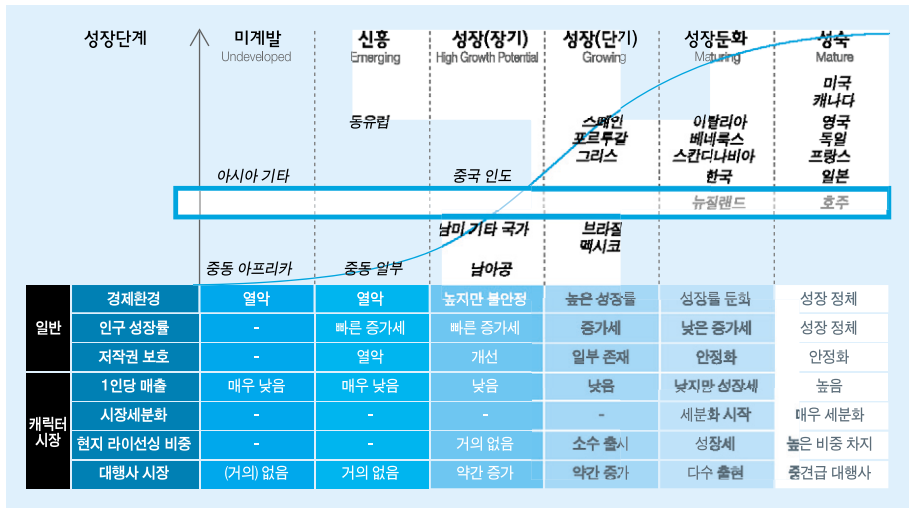 성장단계 미계발 신흥 성장(장기) 성장(단기) 성장둔화 성숙
Undeveloped Emerging High Growth Potential Growing Maturing Mature
미국
캐나다
동유럽 스페인 이탈리아 영국
포르투갈 베네룩스 독일
그리스 스칸디나비아 프랑스
아시아 기타 중국 인도 한국 일본
뉴질랜드 호주
남미 기타 국가 브라질
멕시코
중동 아프리카 중동 일부 남아공
일반 경제환경 열악 열악 높지만 불안정 높은 성장률 성장률 둔화 성장 정체
인구 성장률 - 빠른 증가세 빠른 증가세 증가세 낮은 증가세 성장 정체
저작권 보호 - 열악 개선 일부 존재 안정화 안정화
캐릭터 시장 1인당 매출 매우 낮음 매우 낮음 낮음 낮음 낮지만 성장세 높음
시장세분화 - - - - 세분화 시작 매우 세분화
현지 라이선싱 비중 - - 거의 없음 소수 출시 성장세 높은 비중 차지
대행사 시장 (거의) 없음 거의 없음 약간 증가 약간 증가 다수 출현 중견급 대행사